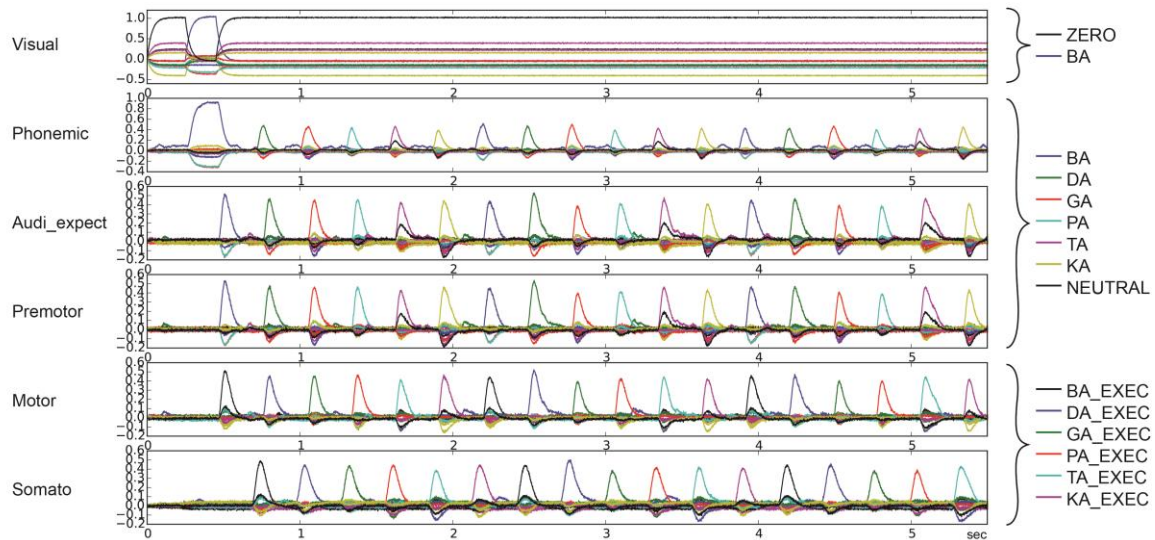 Visual
1.0
0.5
0.0
−0.5
0 1 2 3 4 5
ZERO
BA
Phonemic
1.0
0.8
0.6
0.4
0.2
0.0
−0.2
−0.4
0 1 2 3 4 5
Audi_expect
0.6
0.5
0.4
0.3
0.2
0.1
0.0
−0.1
−0.2
0 1 2 3 4 5
Premotor
0.6
0.5
0.4
0.3
0.2
0.1
0.0
−0.1
−0.2
0 1 2 3 4 5
BA
DA
GA
PA
TA
KA
NEUTRAL
Motor
0.6
0.5
0.4
0.3
0.2
0.1
0.0
−0.1
−0.2
0 1 2 3 4 5
Somato
0.6
0.5
0.4
0.3
0.2
0.1
0.0
−0.1
−0.2
0 1 2 3 4 5 sec
BA_EXEC
DA_EXEC
GA_EXEC
PA_EXEC
TA_EXEC
KA_EXEC